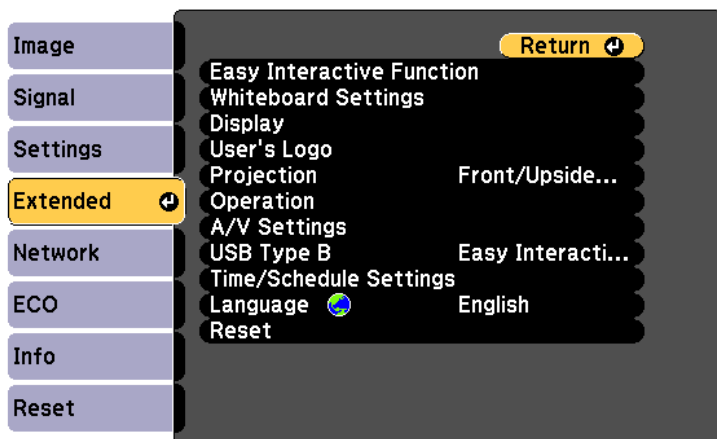 Image
Signal
Settings
Extended
Network
ECO
Info
Reset
Return
Easy Interactive Function
Whiteboard Settings
Display
User's Logo
Projection Front/Upside...
Operation
A/V Settings
USB Type B Easy Interacti...
Time/Schedule Settings
Language English
Reset